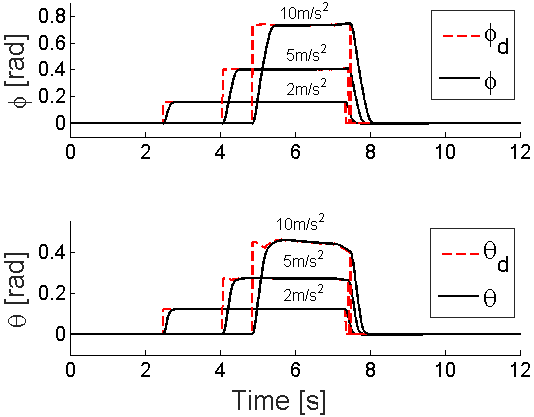 0.8
0.6
0.4
0.2
0
ϕ [rad]
10m/s²
5m/s²
2m/s²
ϕd
ϕ
0 2 4 6 8 10 12
0.4
0.2
0
θ [rad]
10m/s²
5m/s²
2m/s²
θd
θ
0 2 4 6 8 10 12
Time [s]